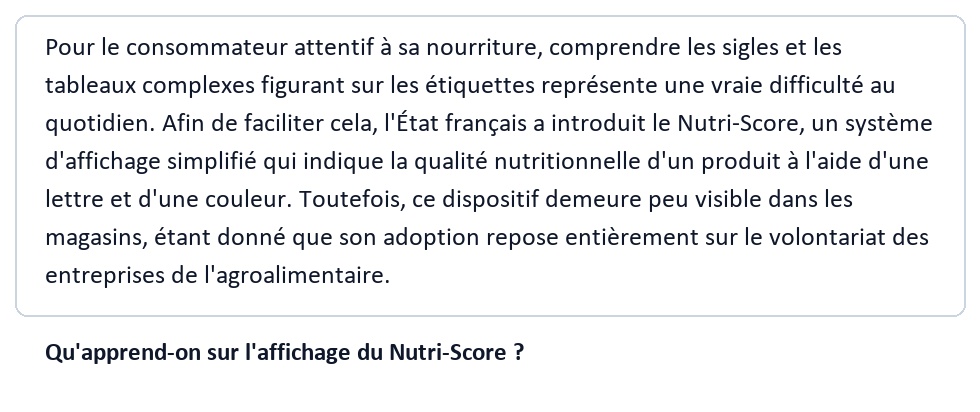 Pour le consommateur attentif à sa nourriture, comprendre les sigles et les
tableaux complexes figurant sur les étiquettes représente une vraie difficulté au
quotidien. Afin de faciliter cela, l'État français a introduit le Nutri-Score, un système
d'affichage simplifié qui indique la qualité nutritionnelle d'un produit à l'aide d'une
lettre et d'une couleur. Toutefois, ce dispositif demeure peu visible dans les
magasins, étant donné que son adoption repose entièrement sur le volontariat des
entreprises de l'agroalimentaire.
Qu'apprend-on sur l'affichage du Nutri-Score ?